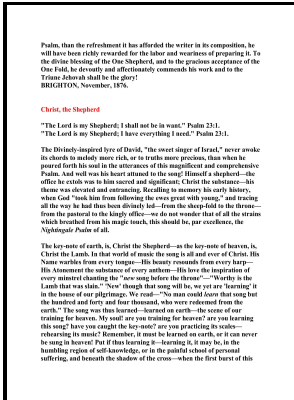 Psalm, than the refreshment it has afforded the writer in its composition, he
will have been richly rewarded for the labor and weariness of preparing it. To
the divine blessing of the One Shepherd, and to the gracious acceptance of the
One Fold, he devoutly and affectionately commends his work and to the
Triune Jehovah shall be the glory!
BRIGHTON, November, 1876.
Christ, the Shepherd
"The Lord is my Shepherd; I shall not be in want." Psalm 23:1.
"The Lord is my Shepherd; I have everything I need." Psalm 23:1.
The Divinely-inspired lyre of David, "the sweet singer of Israel," never awoke
its chords to melody more rich, or to truths more precious, than when he
poured forth his soul in the utterances of this magnificent and comprehensive
Psalm. And well was his heart attuned to the song! Himself a shepherd—the
office he extols was to him sacred and significant; Christ the substance—his
theme was elevated and entrancing. Recalling to memory his early history,
when God "took him from following the ewes great with young," and tracing
all the way he had thus been divinely led—from the sheep-fold to the throne—
from the pastoral to the kingly office—we do not wonder that of all the strains
which breathed from his magic touch, this should be, par excellence, the
Nightingale Psalm of all.
The key-note of earth, is, Christ the Shepherd—as the key-note of heaven, is,
Christ the Lamb. In that world of music the song is all and ever of Christ. His
Name warbles from every tongue—His beauty resounds from every harp—
His Atonement the substance of every anthem—His love the inspiration of
every minstrel chanting the "new song before the throne"—"Worthy is the
Lamb that was slain." 'New' though that song will be, we yet are 'learning' it
in the house of our pilgrimage. We read—"No man could learn that song but
the hundred and forty and four thousand, who were redeemed from the
earth." The song was thus learned—learned on earth—the scene of our
training for heaven. My soul! are you training for heaven? are you learning
this song? have you caught the key-note? are you practicing its scales—
rehearsing its music? Remember, it must be learned on earth, or it can never
be sung in heaven! Put if thus learning it—learning it, it may be, in the
humbling region of self-knowledge, or in the painful school of personal
suffering, and beneath the shadow of the cross—when the first burst of this